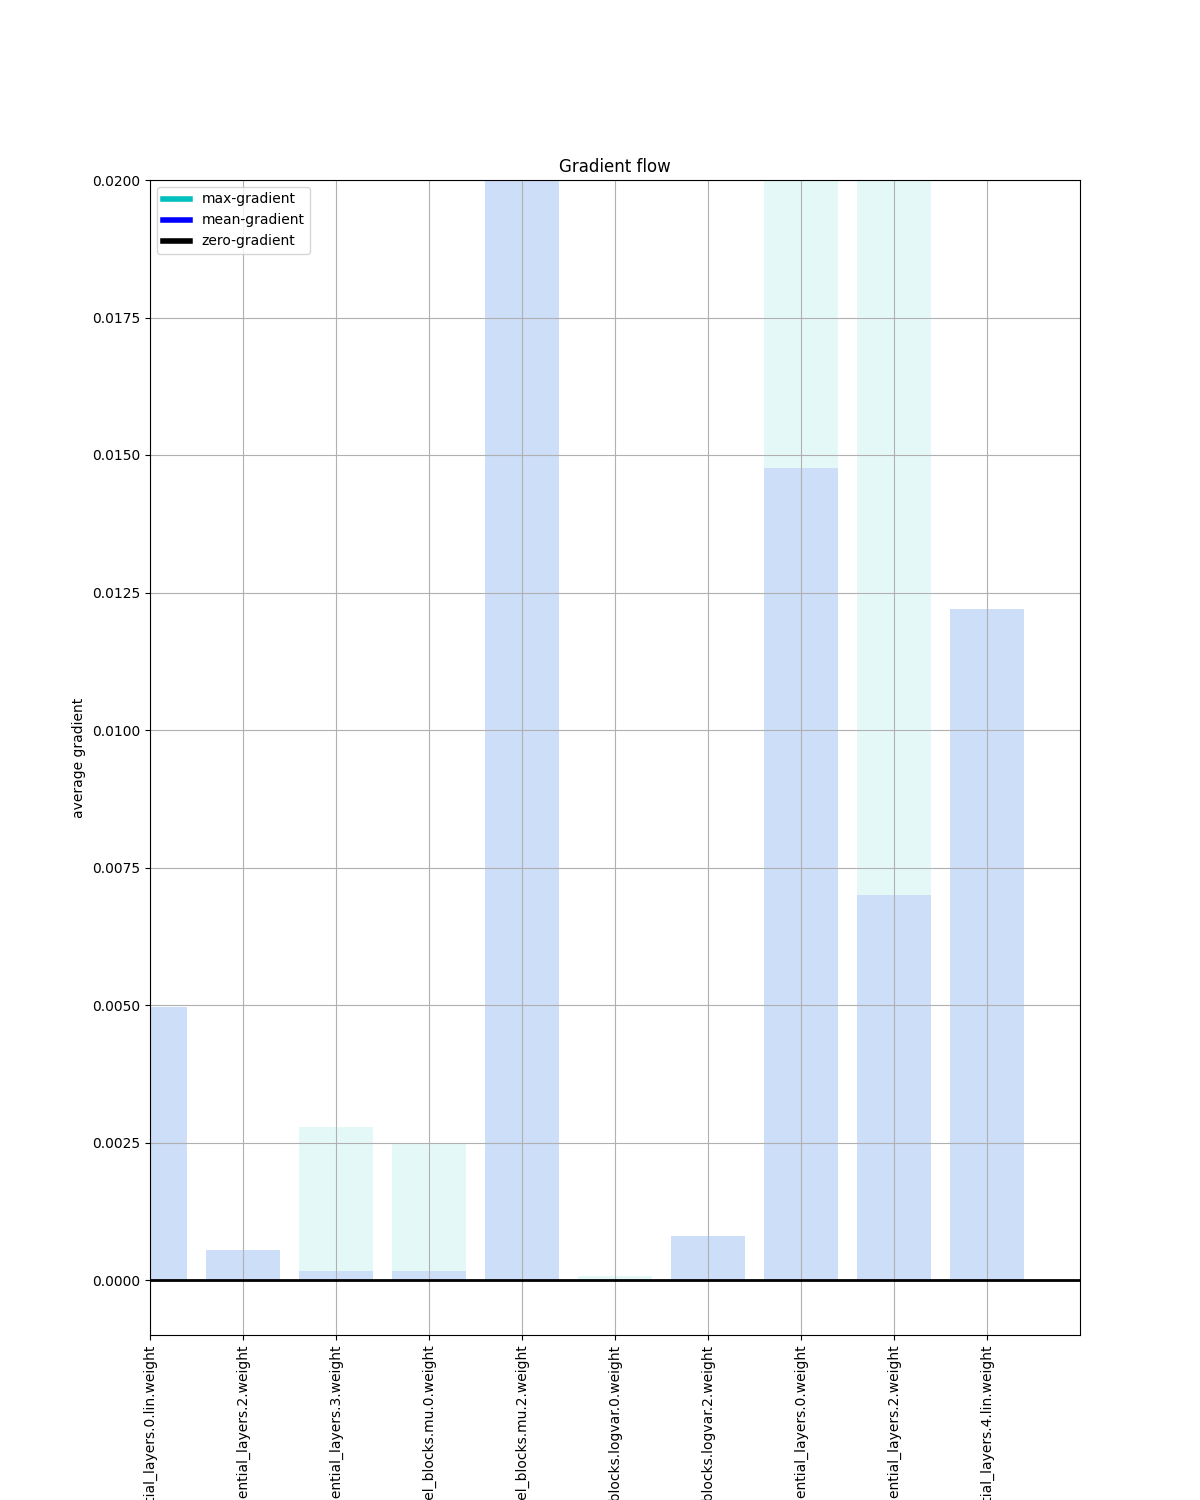 Gradient flow
max-gradient
mean-gradient
zero-gradient
0.0200
0.0175
0.0150
0.0125
0.0100
0.0075
0.0050
0.0025
0.0000
average gradient
tial_layers.0.lin.weight
ential_layers.2.weight
ential_layers.3.weight
el_blocks.mu.0.weight
el_blocks.mu.2.weight
blocks.logvar.0.weight
blocks.logvar.2.weight
ential_layers.0.weight
ential_layers.2.weight
tial_layers.4.lin.weight